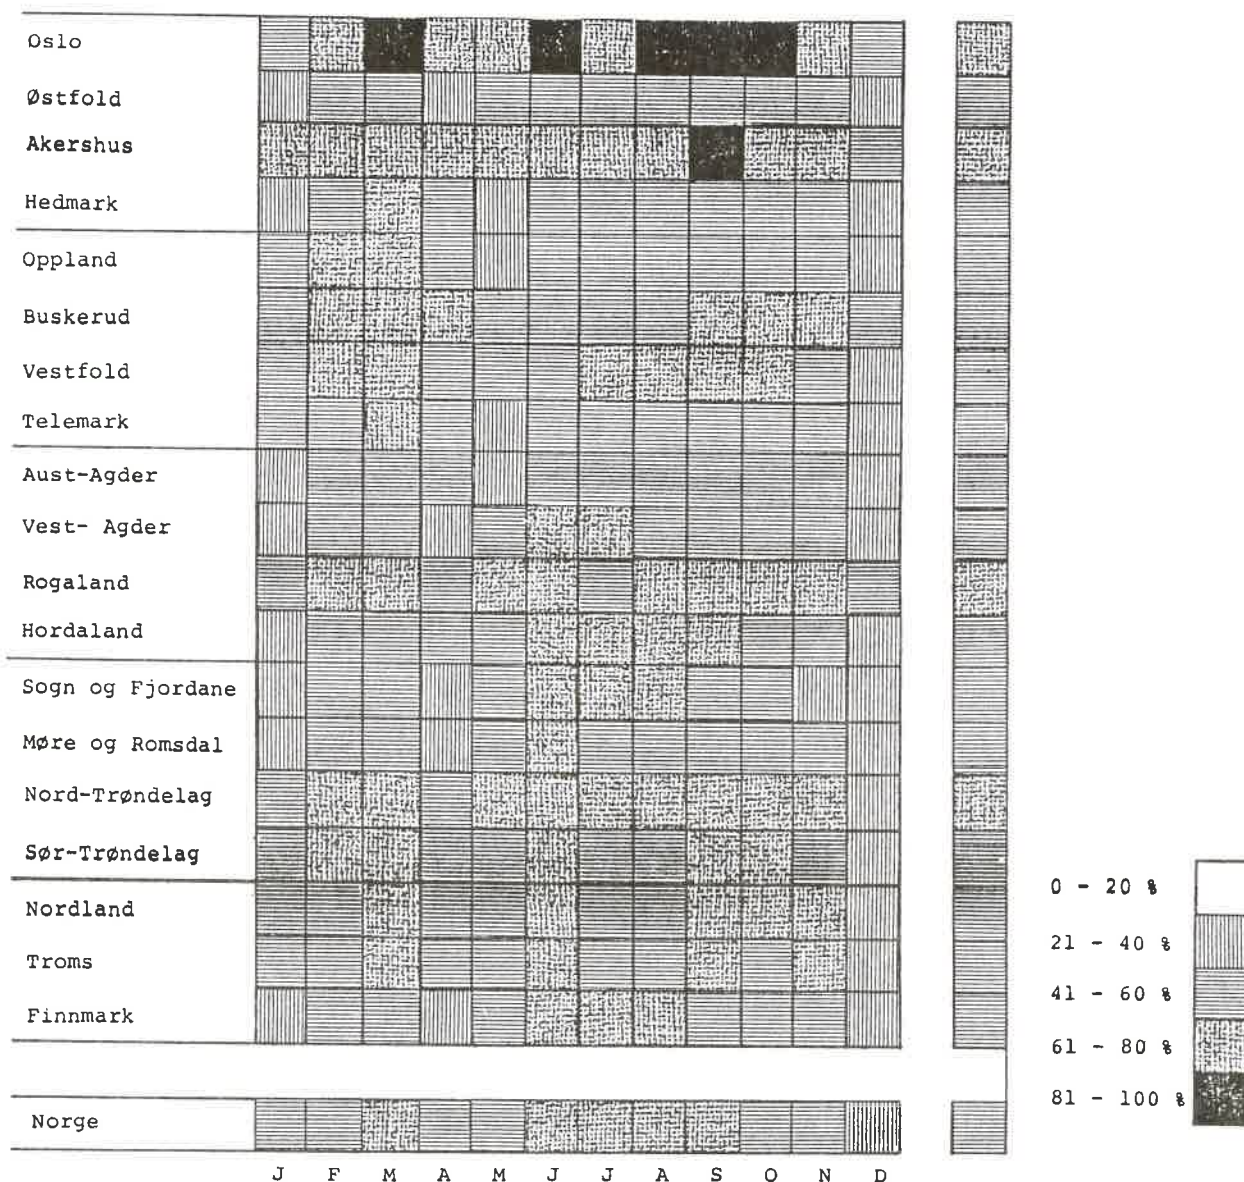 Oslo
Østfold
Akershus
Hedmark
Oppland
Buskerud
Vestfold
Telemark
Aust-Agder
Vest- Agder
Rogaland
Hordaland
Sogn og Fjordane
Møre og Romsdal
Nord-Trøndelag
Sør-Trøndelag
Nordland
0 - 20 %
21 - 40 %
Troms
41 - 60 %
Finnmark
61 - 80 %
81 - 100 %
Norge
J F M A M J J A S O N D